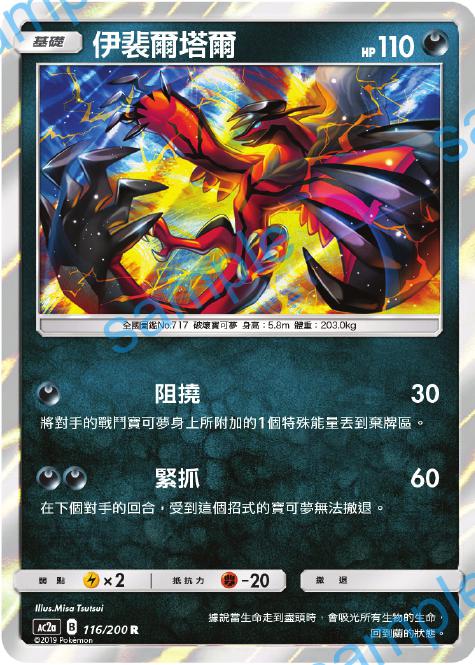 基礎 伊裴爾塔爾 HP 110
全國圖鑑No.717 破壞寶可夢 身高：5.8m 體重：203.0kg
阻撓 30
將對手的戰鬥寶可夢身上所附加的1個特殊能量丟到棄牌區。
緊抓 60
在下個對手的回合，受到這個招式的寶可夢無法撤退。
弱點 ×2 抵抗力 -20 撤退
Illus.Misa Tsutsui
AC2a B 116/200 R
©2019 Pokémon
據說當生命走到盡頭時，會吸光所有生物的生命，
回到繭的狀態。
sample
sample
sample